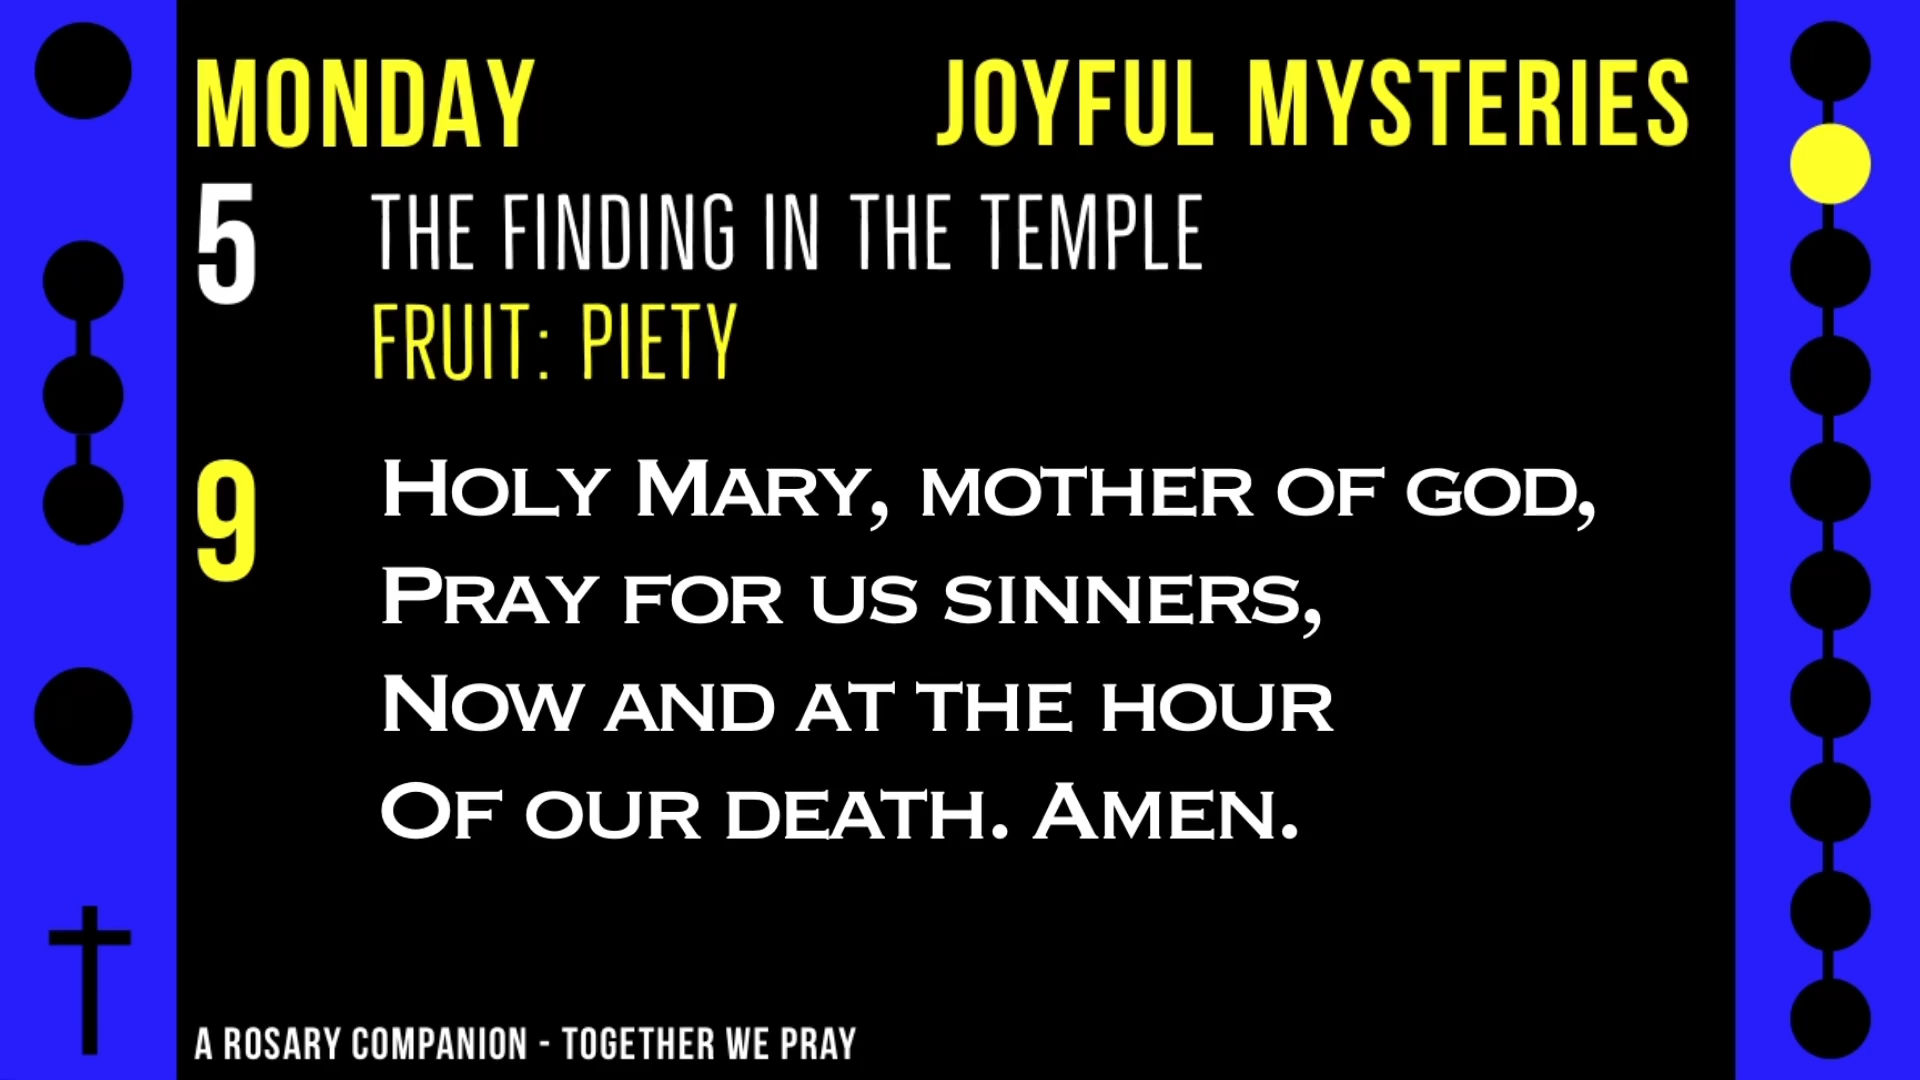 MONDAY JOYFUL MYSTERIES
5 THE FINDING IN THE TEMPLE
FRUIT: PIETY
9 HOLY MARY, MOTHER OF GOD,
PRAY FOR US SINNERS,
NOW AND AT THE HOUR
OF OUR DEATH. AMEN.
A ROSARY COMPANION - TOGETHER WE PRAY